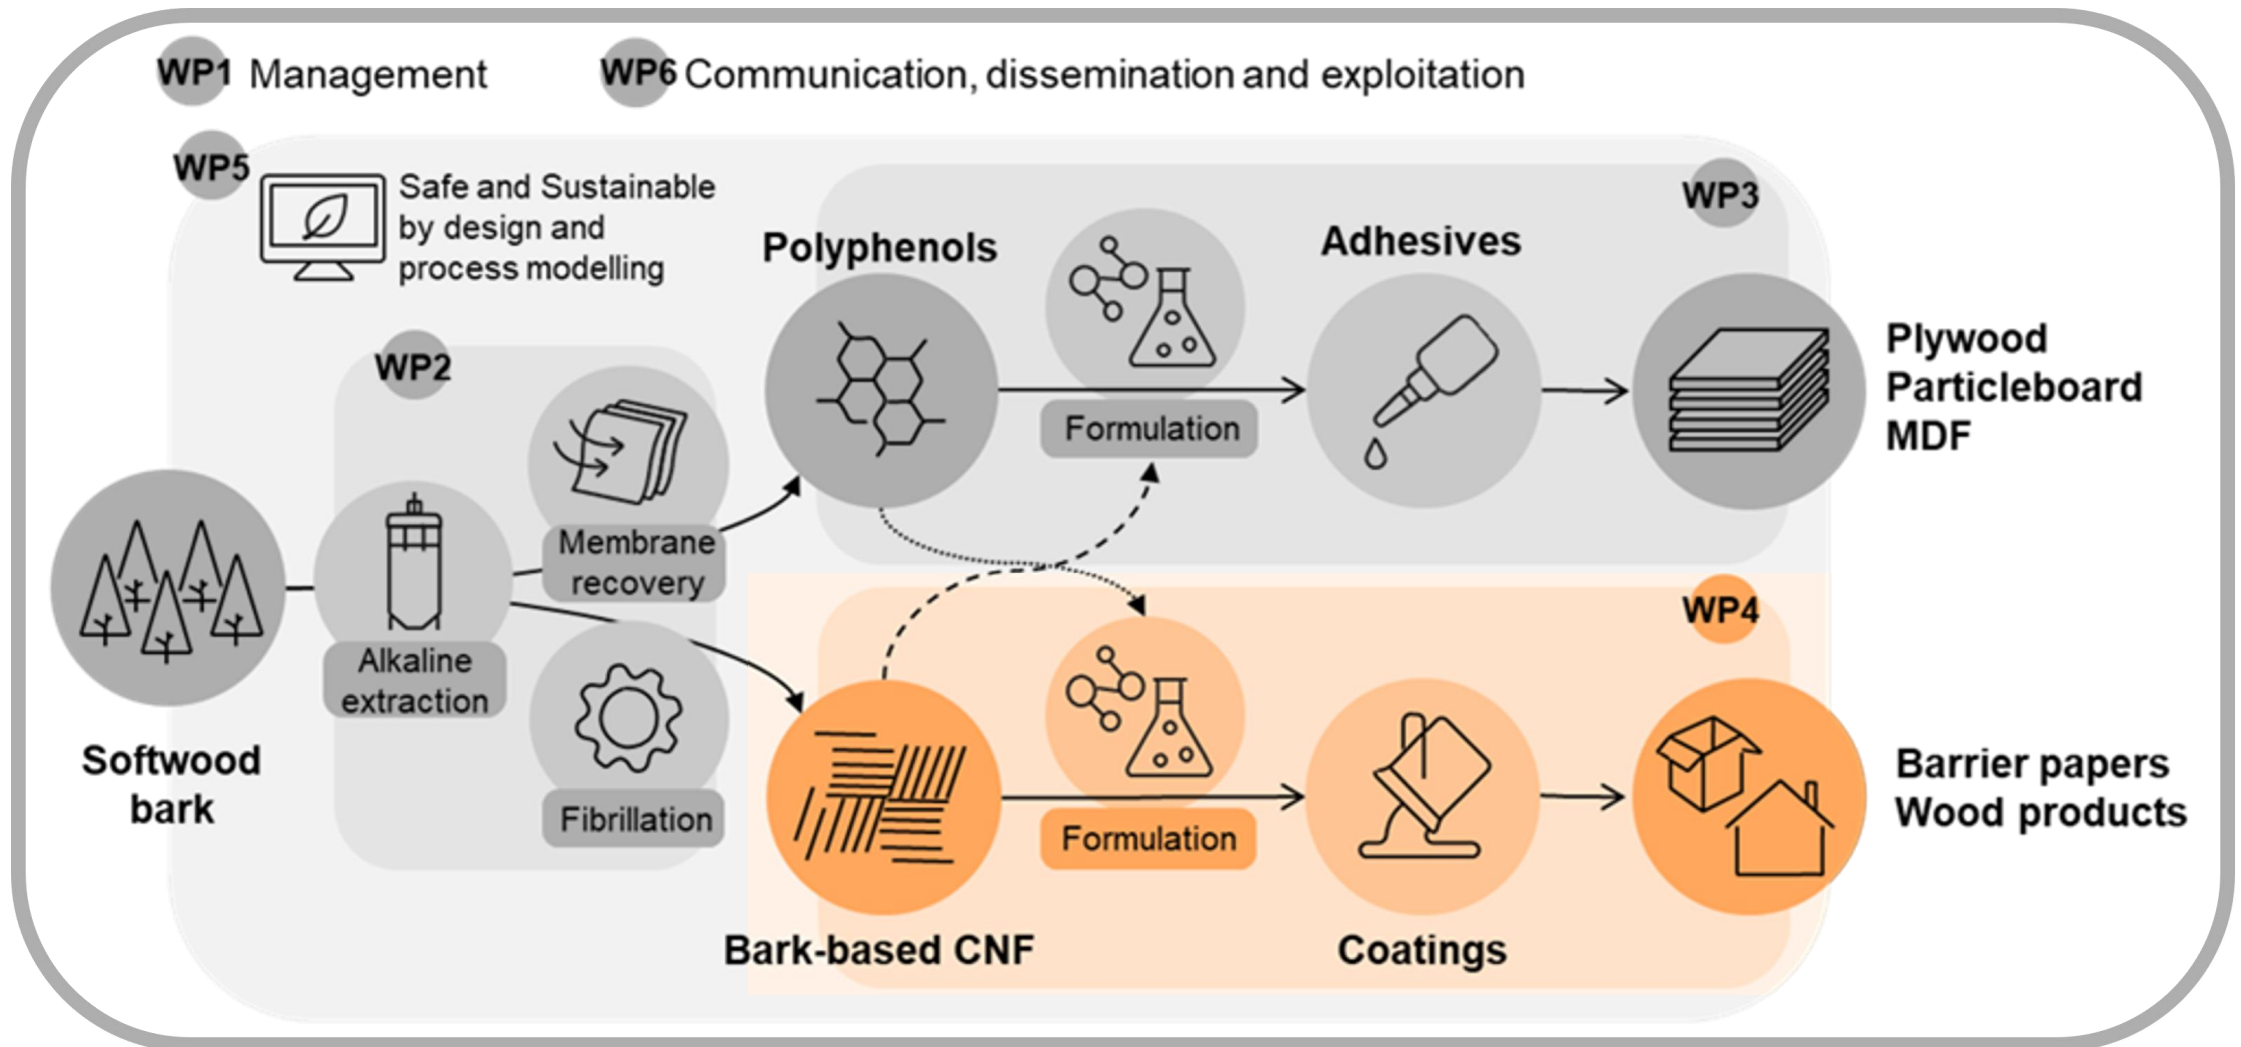 WP1 Management
WP6 Communication, dissemination and exploitation
WP5
Safe and Sustainable
by design and
process modelling
WP3
Polyphenols
Adhesives
WP2
Plywood
Particleboard
MDF
Formulation
Membrane
recovery
Alkaline
extraction
WP4
Softwood
bark
Fibrillation
Formulation
Barrier papers
Wood products
Bark-based CNF
Coatings